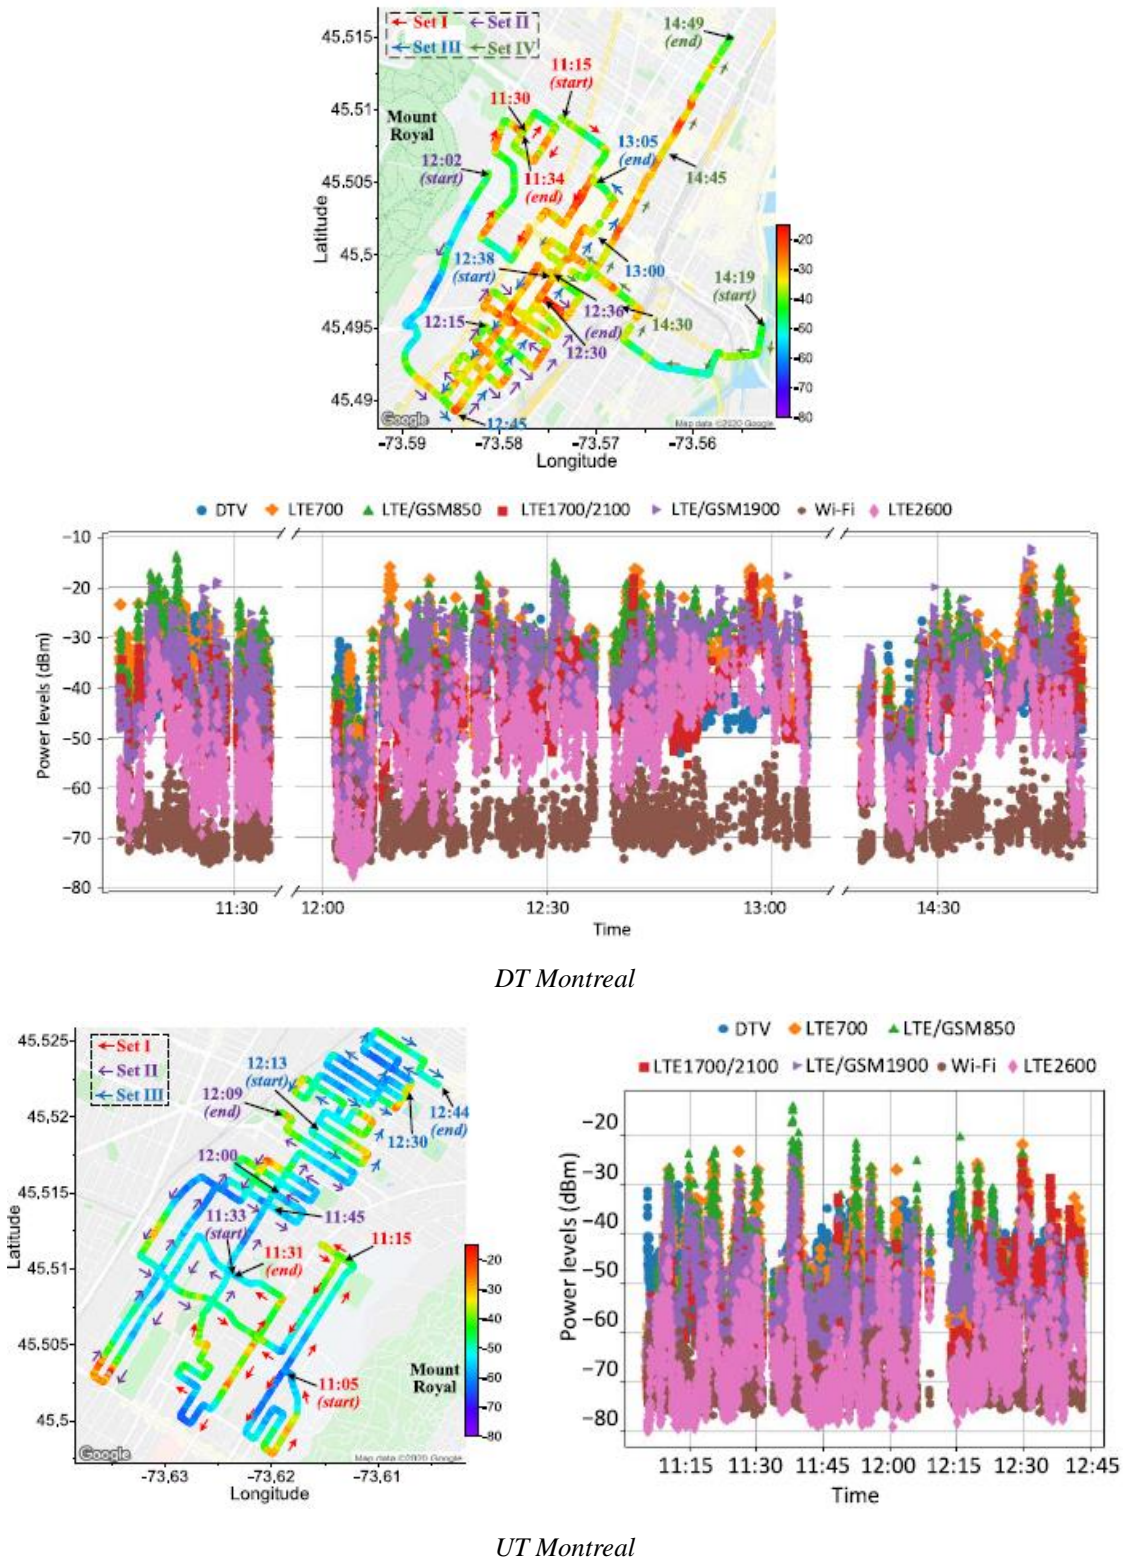 Set I Set II
Set III Set IV
45,515
45,51
45,505
45,5
45,495
45,49
Latitude
Mount
Royal
14:49
(end)
11:15
(start)
11:30
12:02
(start)
11:34
(end)
13:05
(end)
14:45
12:38
(start)
13:00
14:19
(start)
12:15
12:36
(end)
14:30
12:30
12:45
Google
Map data ©2020 Google
-20
-30
-40
-50
-60
-70
-80
-73,59 -73,58 -73,57 -73,56
Longitude
DTV LTE700 LTE/GSM850 LTE1700/2100 LTE/GSM1900 Wi-Fi LTE2600
Power levels (dBm)
−10
−20
−30
−40
−50
−60
−70
−80
11:30 12:00 12:30 13:00 14:30
Time
DT Montreal
Set I
Set II
Set III
45,525
45,52
45,515
45,51
45,505
45,5
Latitude
12:13
(start)
12:09
(end)
12:44
(end)
12:30
12:00
11:45
11:33
(start)
11:31
(end)
11:15
11:05
(start)
Mount
Royal
Google
Map data ©2020 Google
-20
-30
-40
-50
-60
-70
-80
-73,63 -73,62 -73,61
Longitude
DTV LTE700 LTE/GSM850
LTE1700/2100 LTE/GSM1900 Wi-Fi LTE2600
Power levels (dBm)
−20
−30
−40
−50
−60
−70
−80
11:15 11:30 11:45 12:00 12:15 12:30 12:45
Time
UT Montreal